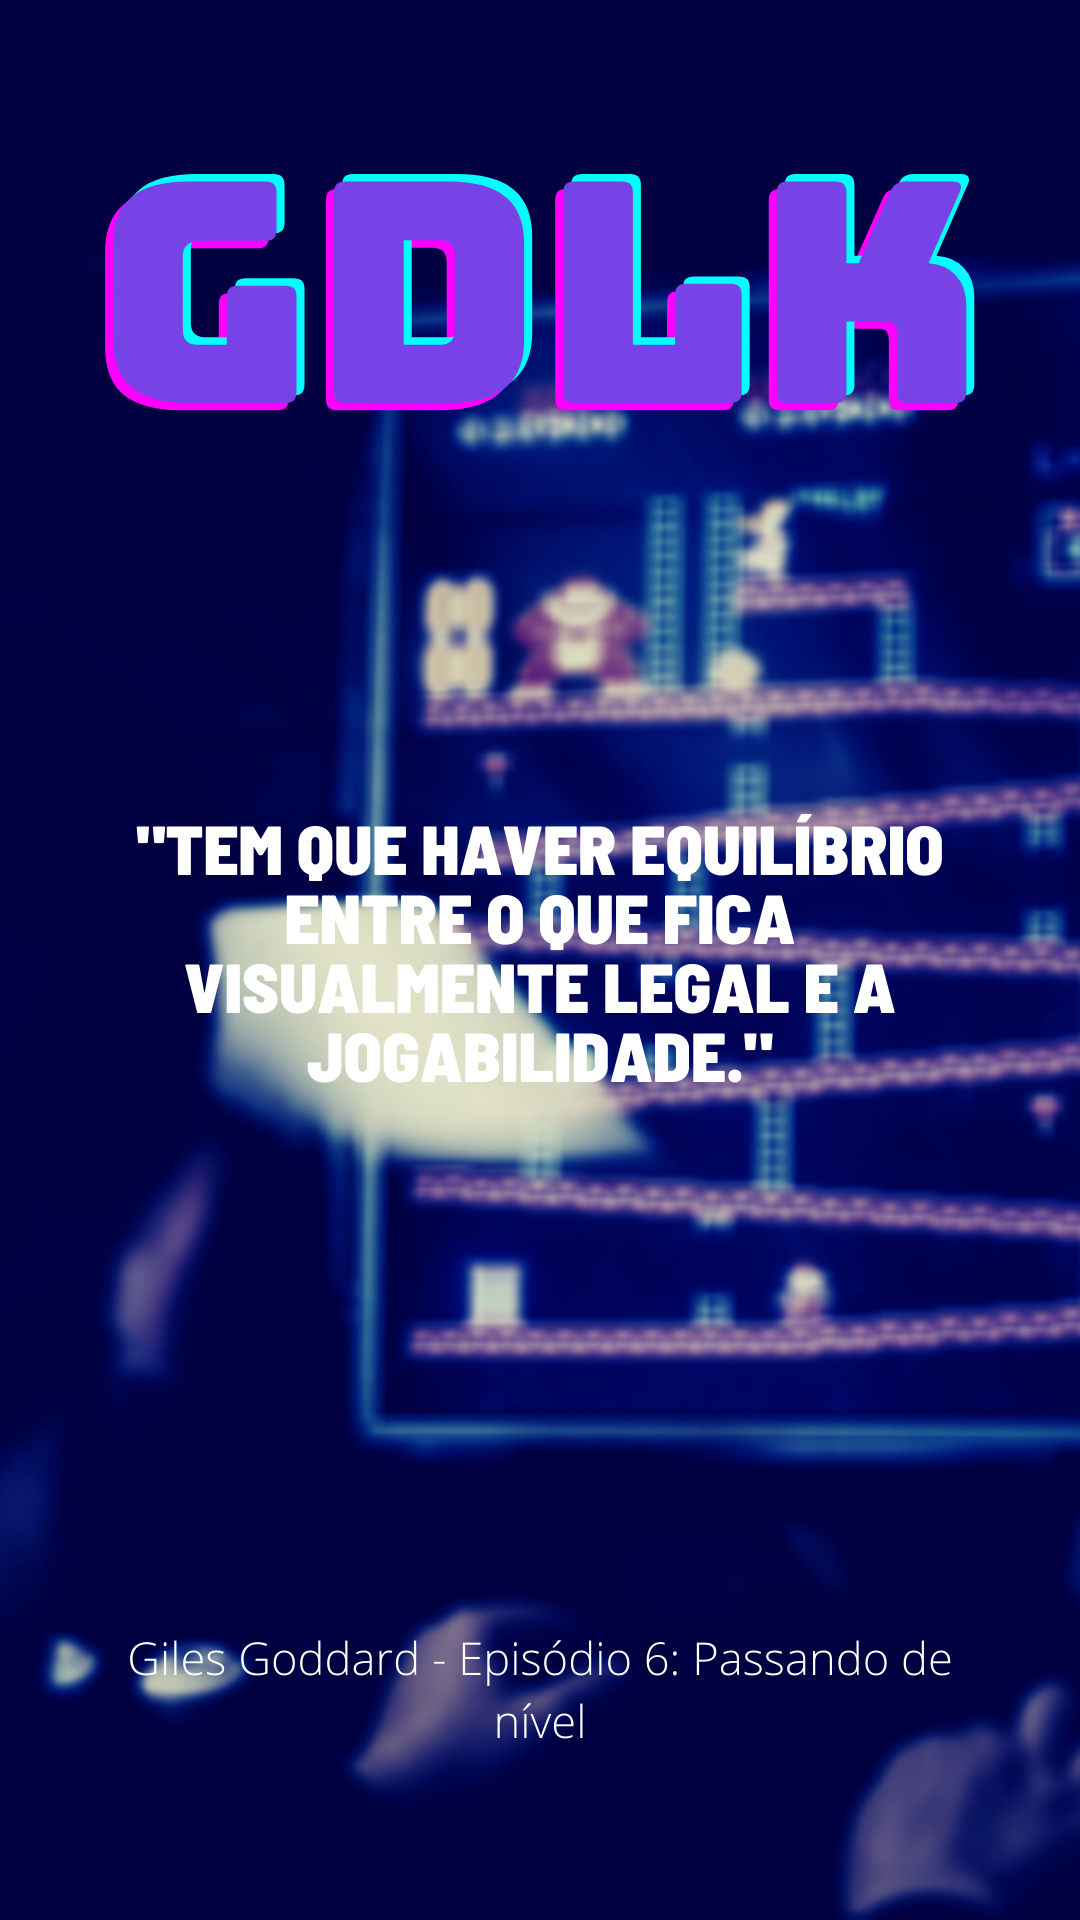 GDLK
"TEM QUE HAVER EQUILÍBRIO
ENTRE O QUE FICA
VISUALMENTE LEGAL E A
JOGABILIDADE."
Giles Goddard - Episódio 6: Passando de
nível